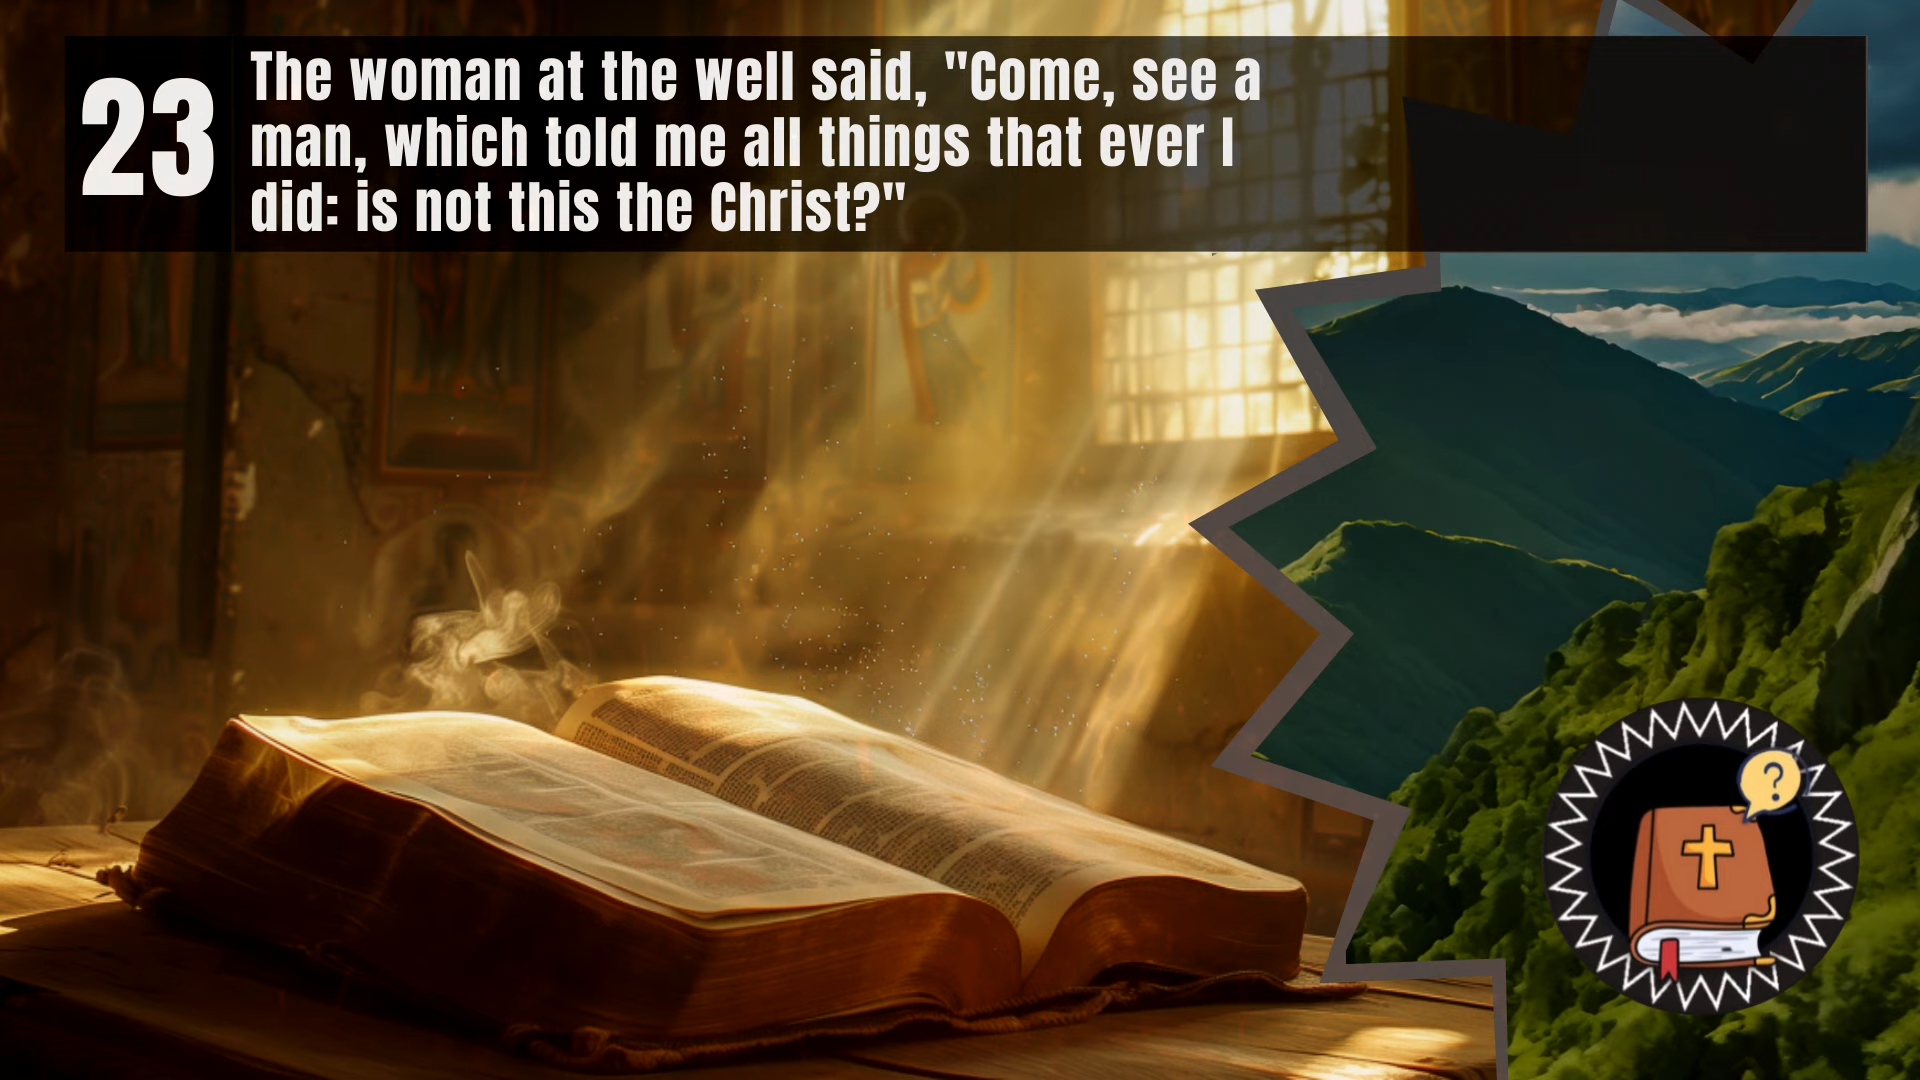 23
The woman at the well said, "Come, see a
man, which told me all things that ever I
did: is not this the Christ?"
?